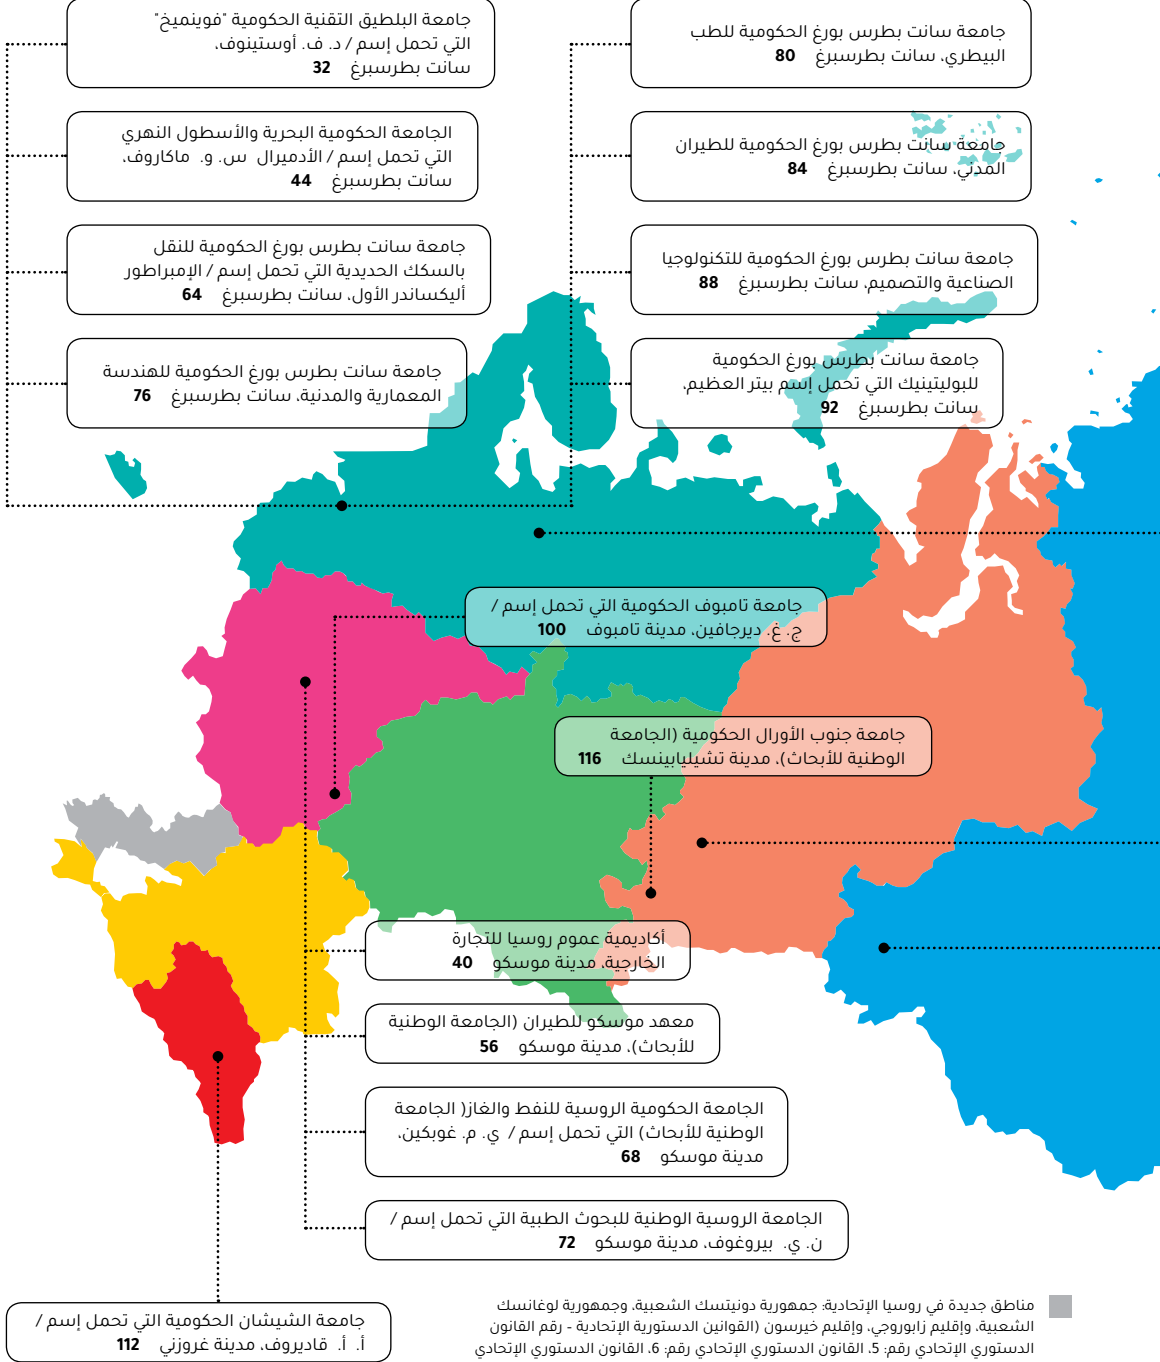 جامعة البلطيق التقنية الحكومية "فوينميخ"
التي تحمل إسم / د. ف. أوستينوف،
سانت بطرسبرغ 32
الجامعة الحكومية البحرية والأسطول النهري
التي تحمل إسم / الأدميرال س. و. ماكاروف،
سانت بطرسبرغ 44
جامعة سانت بطرس بورغ الحكومية للنقل
بالسكك الحديدية التي تحمل إسم / الإمبراطور
أليكساندر الأول، سانت بطرسبرغ 64
جامعة سانت بطرس بورغ الحكومية للهندسة
المعمارية والمدنية، سانت بطرسبرغ 76
جامعة سانت بطرس بورغ الحكومية للطب
البيطري، سانت بطرسبرغ 80
جامعة سانت بطرس بورغ الحكومية للطيران
المدني، سانت بطرسبرغ 84
جامعة سانت بطرس بورغ الحكومية للتكنولوجيا
الصناعية والتصميم، سانت بطرسبرغ 88
جامعة سانت بطرس بورغ الحكومية
للبوليتينيك التي تحمل إسم بيتر العظيم،
سانت بطرسبرغ 92
جامعة تامبوف الحكومية التي تحمل إسم /
ج. غ. ديرجافين، مدينة تامبوف 100
جامعة جنوب الأورال الحكومية (الجامعة
الوطنية للأبحاث)، مدينة تشيليابينسك 116
أكاديمية عموم روسيا للتجارة
الخارجية، مدينة موسكو 40
معهد موسكو للطيران (الجامعة الوطنية
للأبحاث)، مدينة موسكو 56
الجامعة الحكومية الروسية للنفط والغاز( الجامعة
الوطنية للأبحاث) التي تحمل إسم / ي. م. غوبكين،
مدينة موسكو 68
الجامعة الروسية الوطنية للبحوث الطبية التي تحمل إسم /
ن. ي. بيروغوف، مدينة موسكو 72
جامعة الشيشان الحكومية التي تحمل إسم /
أ. أ. قاديروف، مدينة غروزني 112
مناطق جديدة في روسيا الإتحادية: جمهورية دونيتسك الشعبية، وجمهورية لوغانسك
الشعبية، وإقليم زابوروجي، وإقليم خيرسون (القوانين الدستورية الإتحادية - رقم القانون
الدستوري الإتحادي رقم: 5، القانون الدستوري الإتحادي رقم: 6، القانون الدستوري الإتحادي